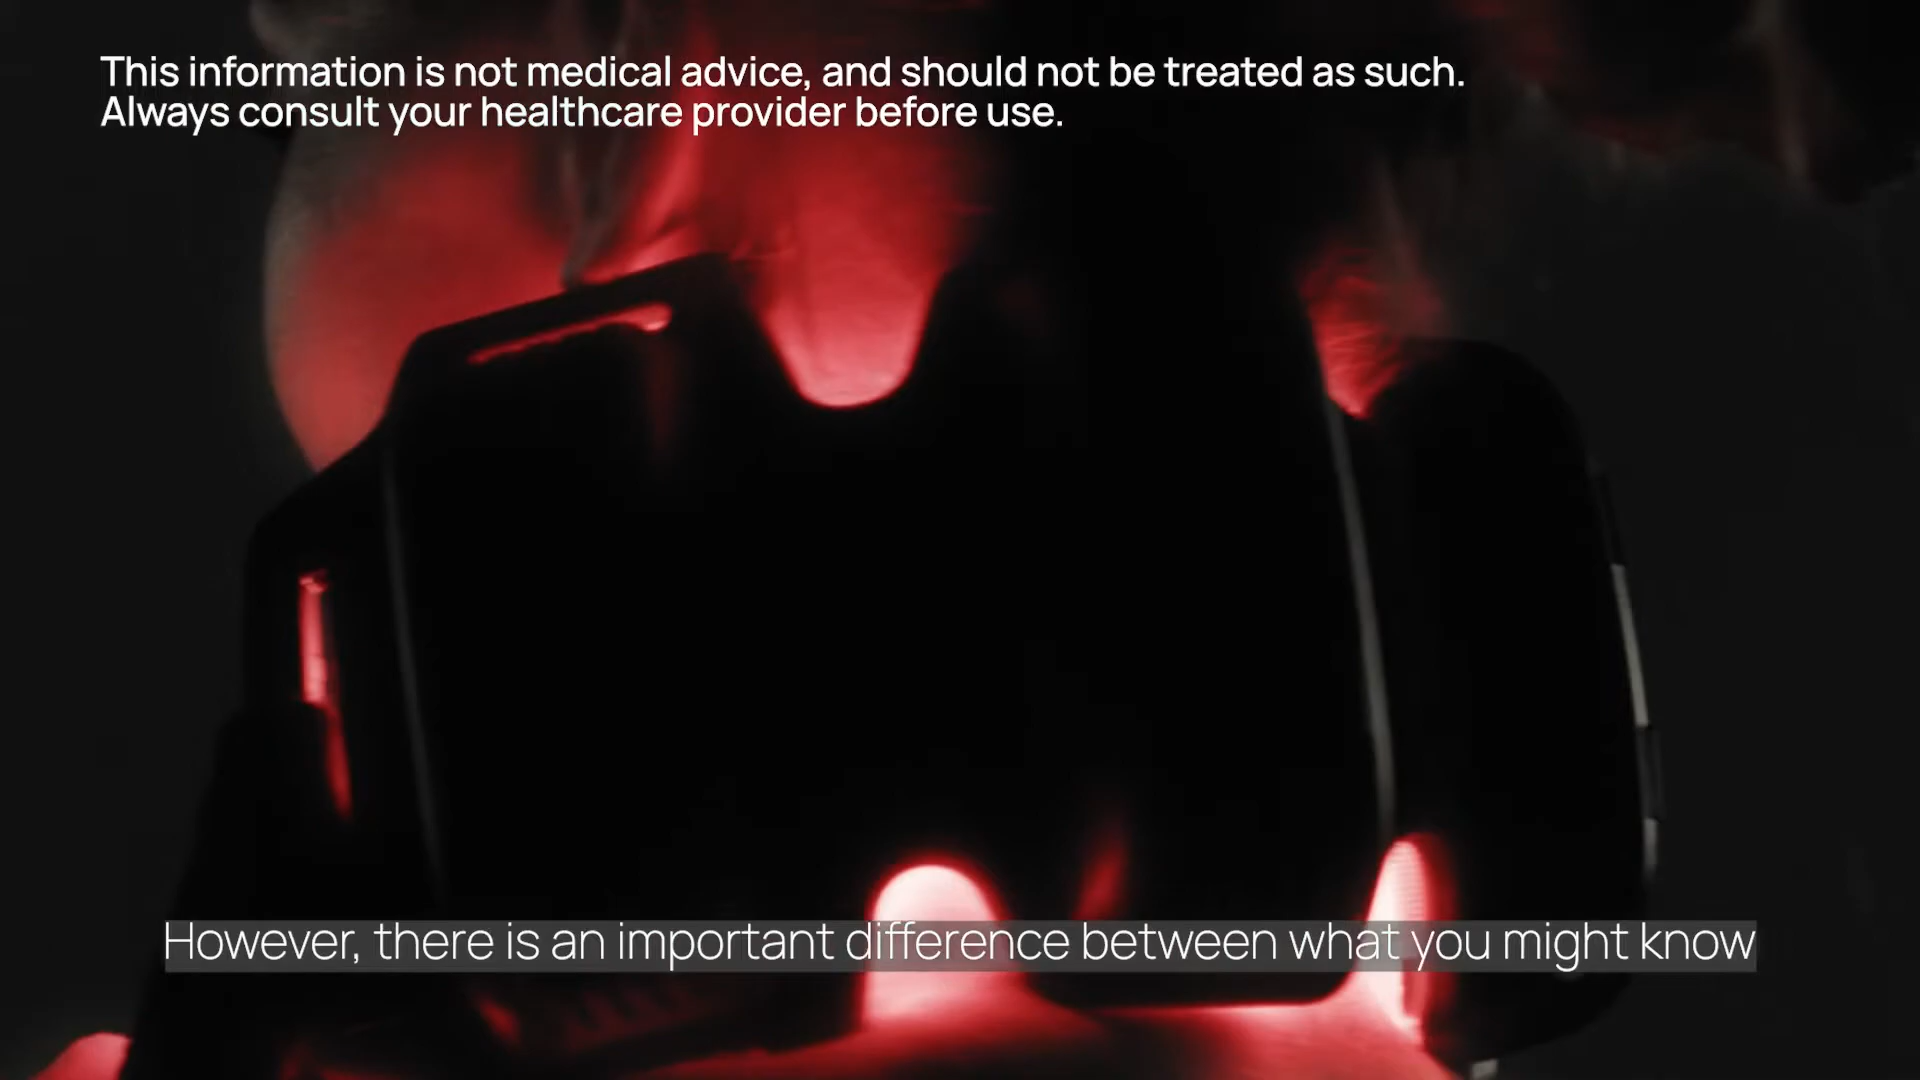 This information is not medical advice, and should not be treated as such.
Always consult your healthcare provider before use.
However, there is an important difference between what you might know